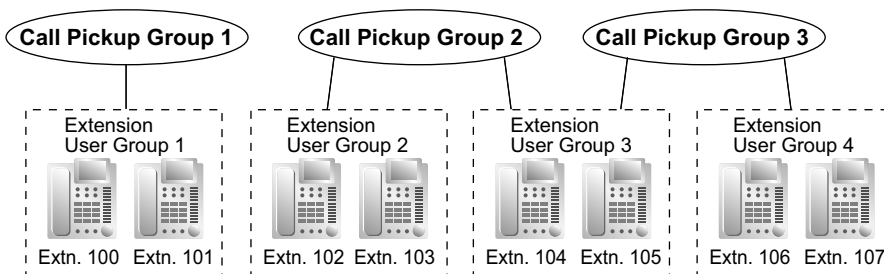 Call Pickup Group 1
Call Pickup Group 2
Call Pickup Group 3
Extension
User Group 1
Extn. 100 Extn. 101
Extension
User Group 2
Extn. 102 Extn. 103
Extension
User Group 3
Extn. 104 Extn. 105
Extension
User Group 4
Extn. 106 Extn. 107